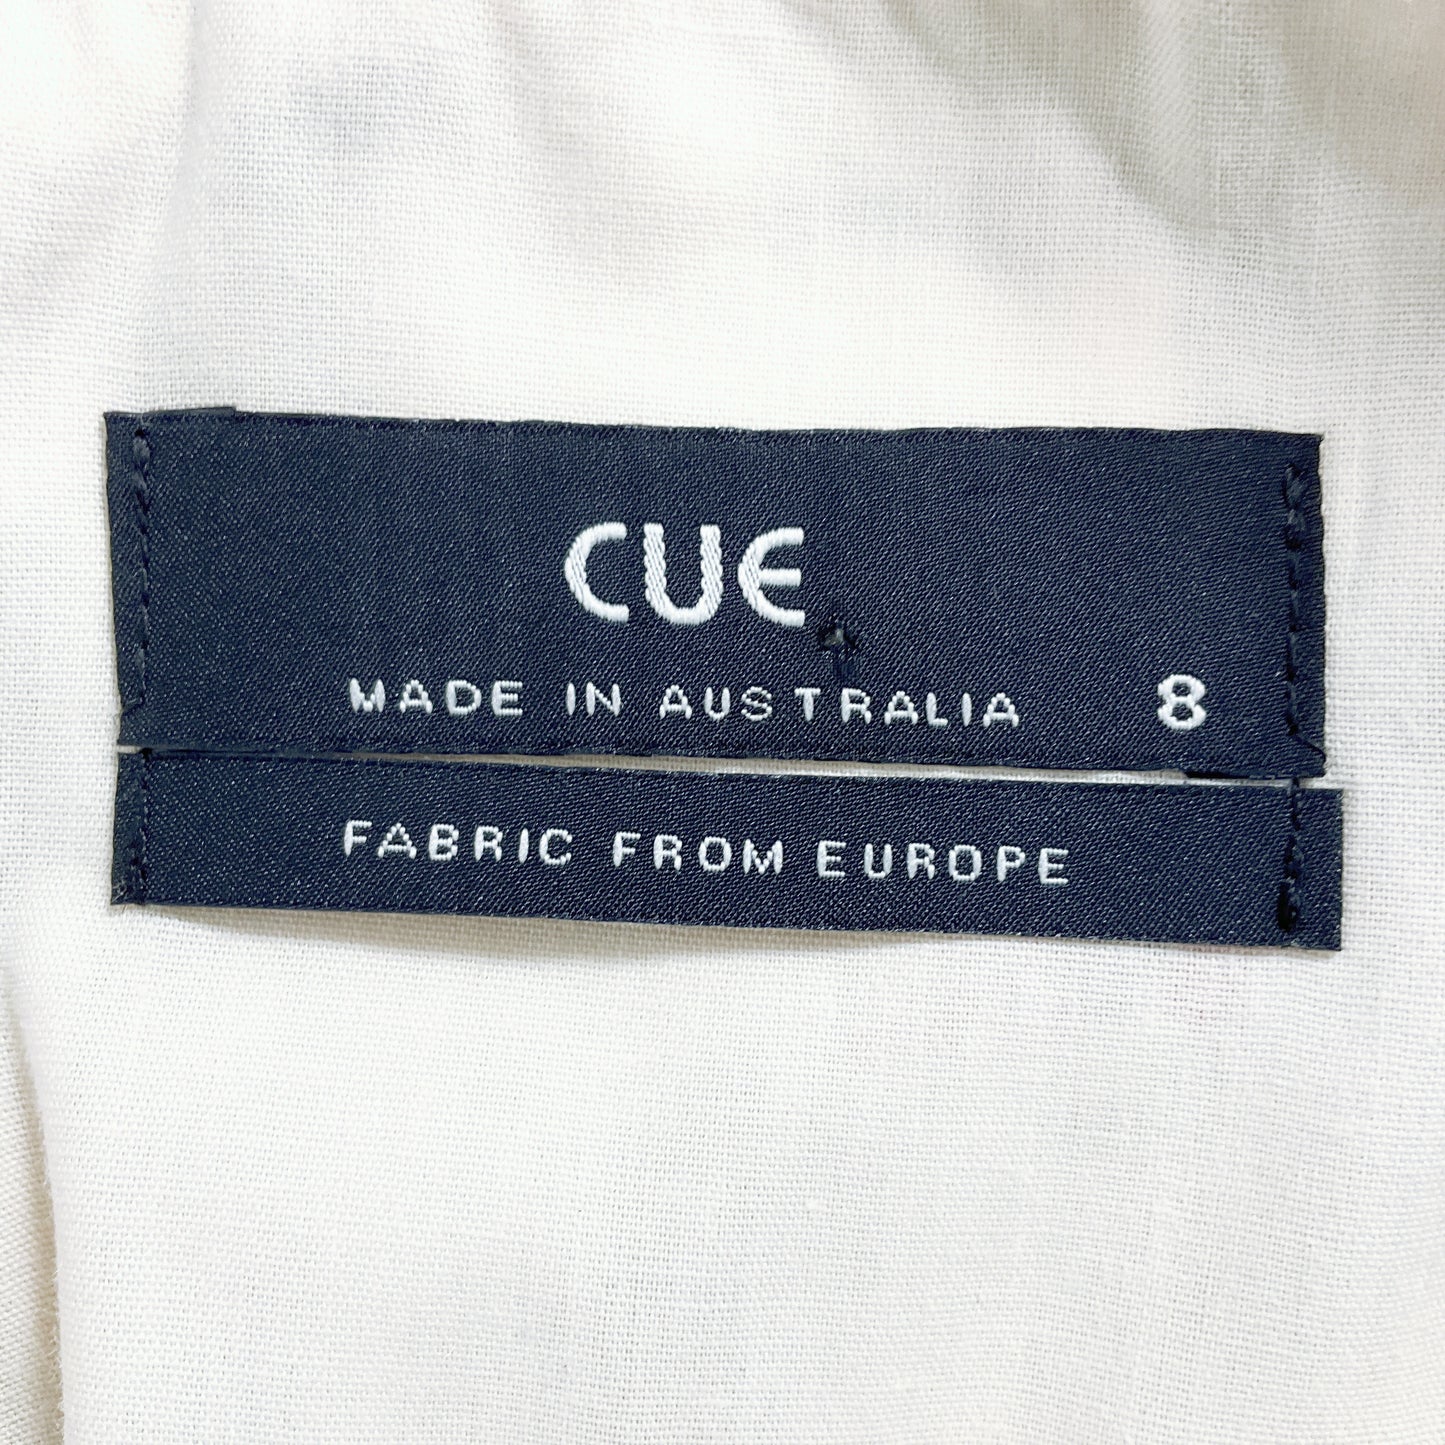 CUE
MADE IN AUSTRALIA 8
FABRIC FROM EUROPE